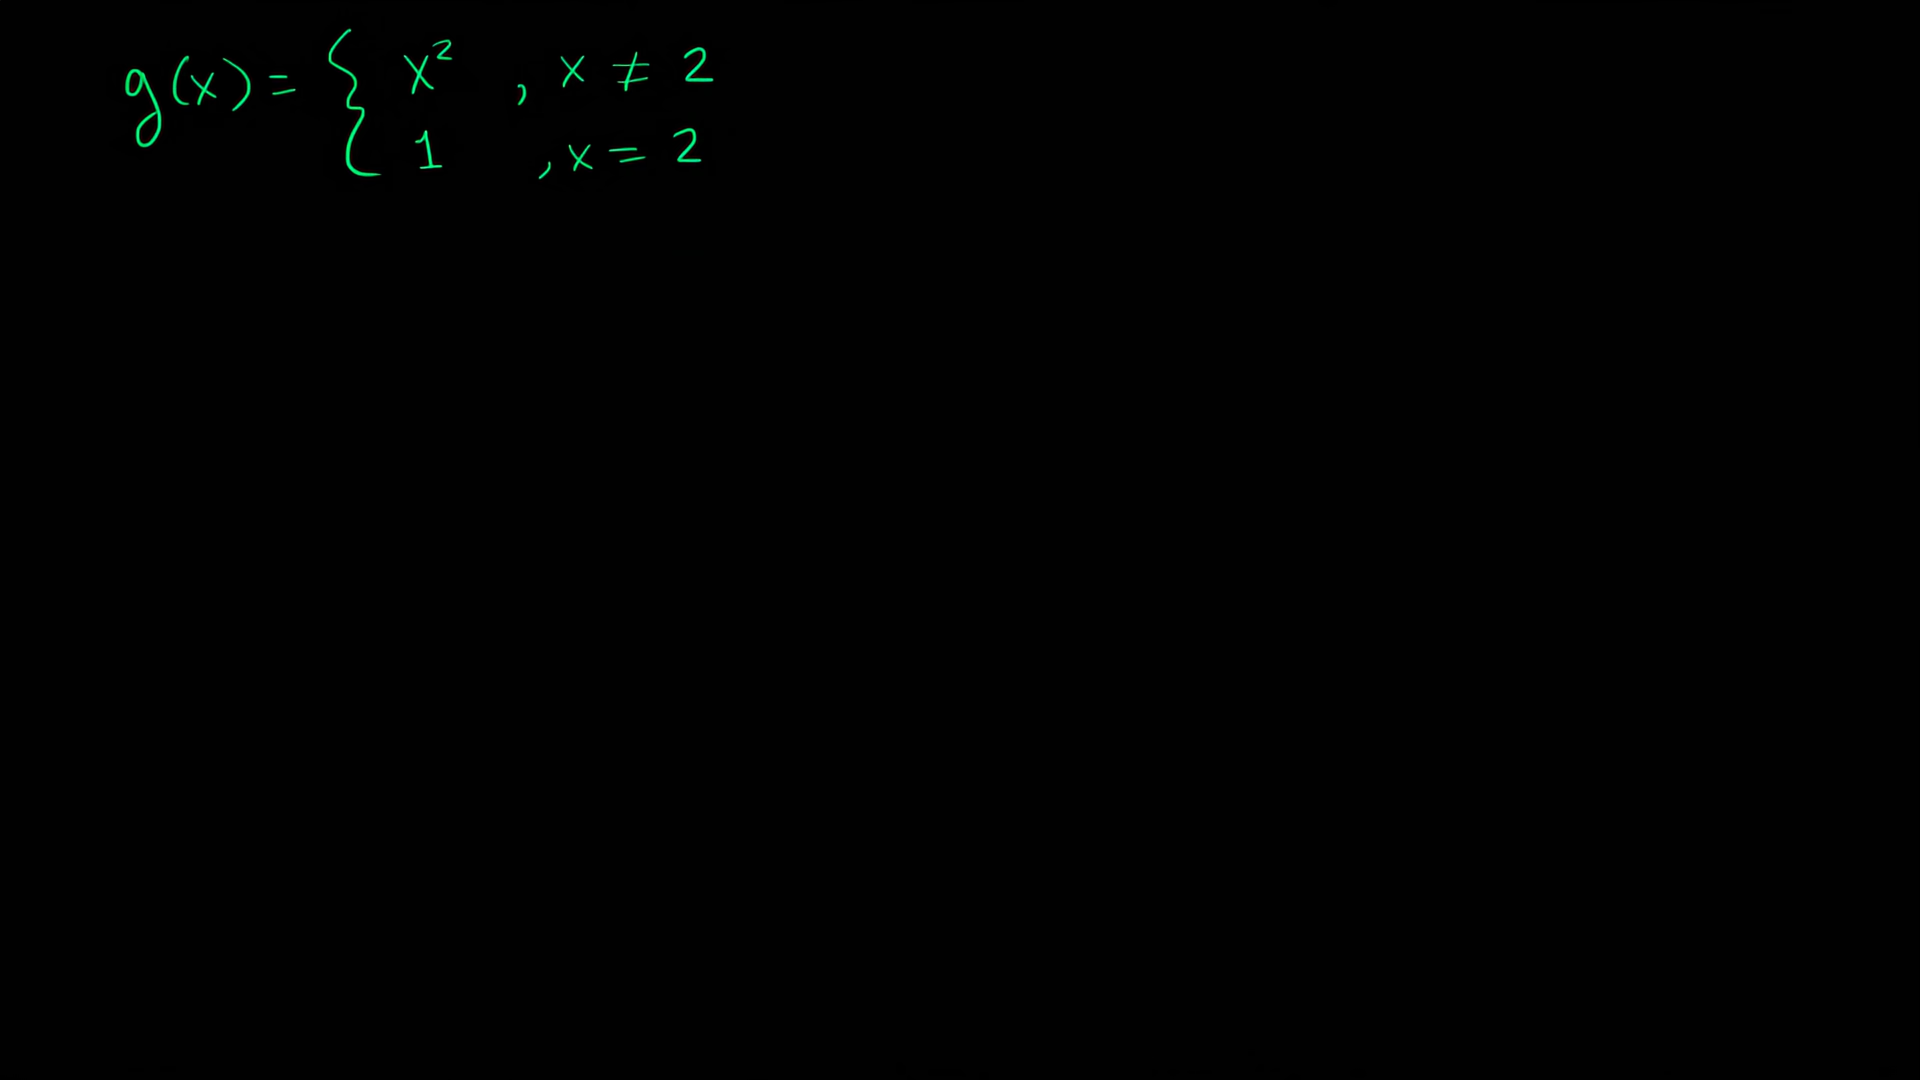 g(x) = { x² , x ≠ 2
1 , x = 2